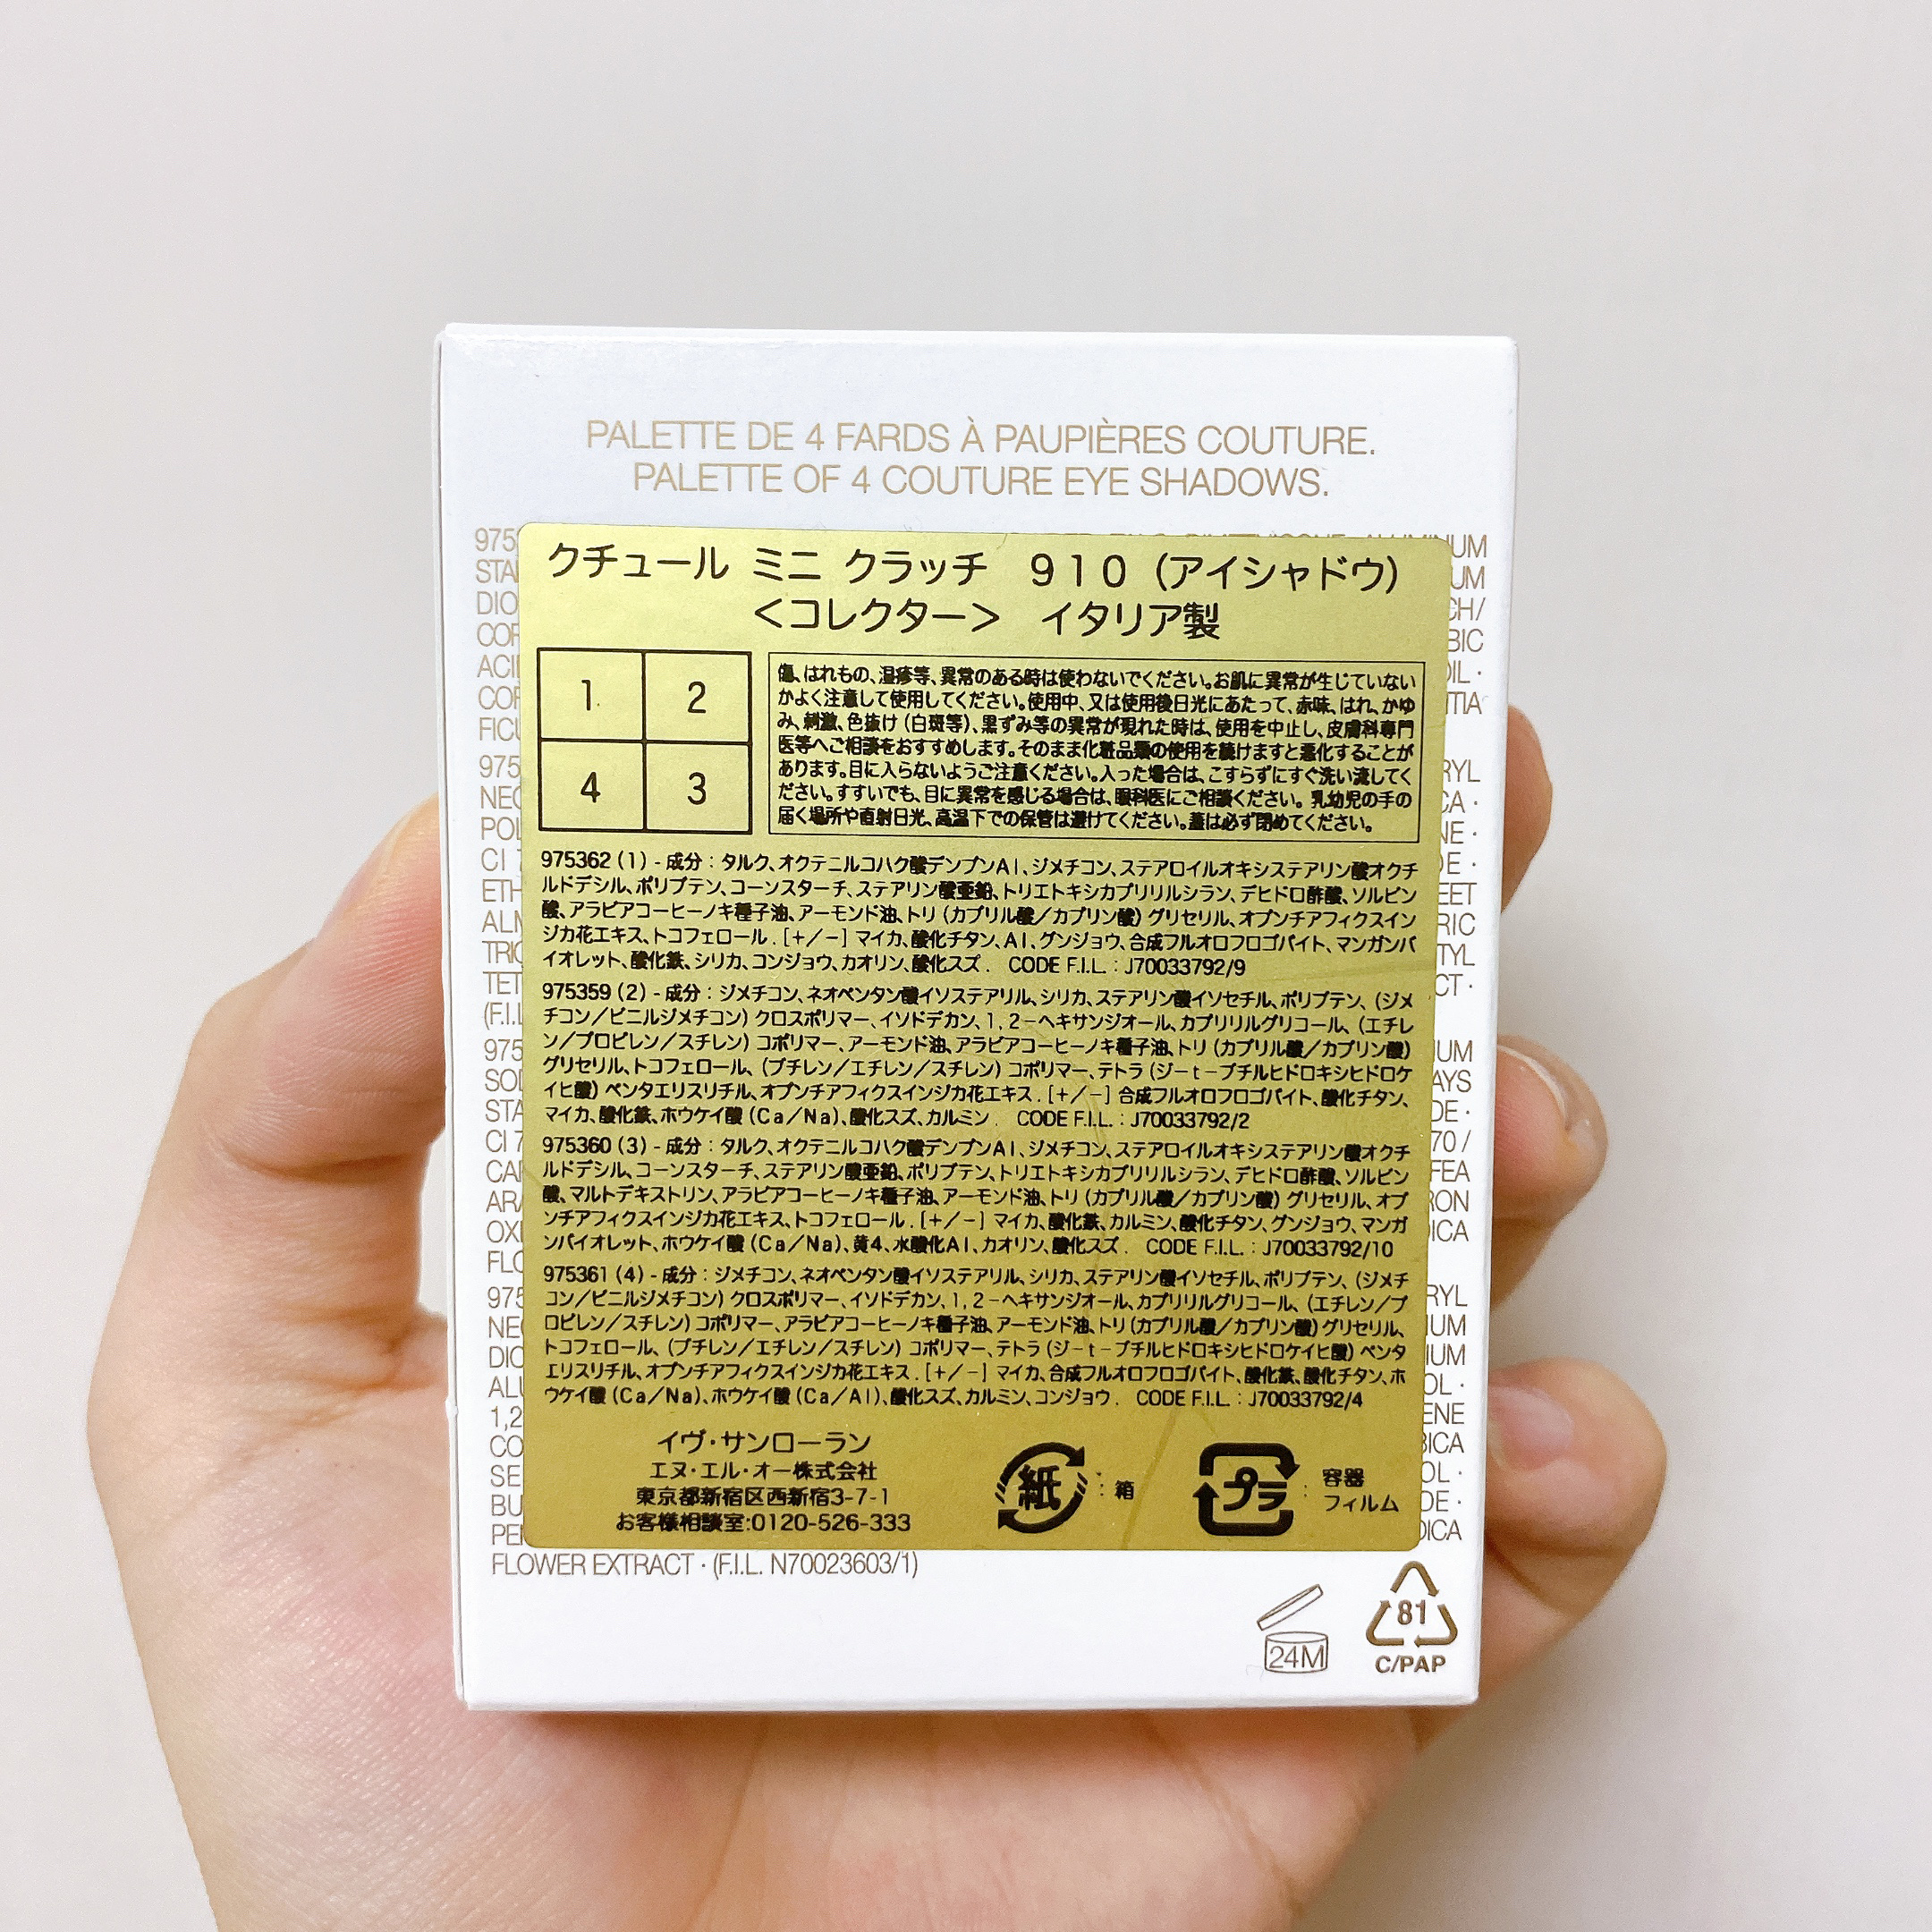 PALETTE DE 4 FARDS À PAUPIÈRES COUTURE.
PALETTE OF 4 COUTURE EYE SHADOWS.
クチュール ミニ クラッチ 910 (アイシャドウ)
<コレクター> イタリア製
1 2
4 3
傷、はれもの、湿疹等、異常のある時は使わないでください。お肌に異常が生じていない
かよく注意して使用してください。使用中、又は使用後日光にあたって、赤味、はれ、かゆ
み、刺激、色抜け(白斑等)、黒ずみ等の異常が現れた時は、使用を中止し、皮膚科専門
医等へご相談をおすすめします。そのまま化粧品類の使用を続けますと悪化することが
あります。目に入らないようご注意ください。入った場合は、こすらずにすぐ洗い流してく
ださい。すすいでも、目に異常を感じる場合は、眼科医にご相談ください。乳幼児の手の
届く場所や直射日光、高温下での保管は避けてください。蓋は必ず閉めてください。
975362 (1) - 成分 : タルク、オクテニルコハク酸デンプンAl、ジメチコン、ステアロイルオキシステアリン酸オクチ
ルドデシル、ポリブテン、コーンスターチ、ステアリン酸亜鉛、トリエトキシカプリリルシラン、デヒドロ酢酸、ソルビン
酸、アラビアコーヒーノキ種子油、アーモンド油、トリ(カプリル酸/カプリン酸)グリセリル、オプンチアフィクスイン
ジカ花エキス、トコフェロール. [+/-] マイカ、酸化チタン、Al、グンジョウ、合成フルオロフロゴパイト、マンガンバ
イオレット、酸化鉄、シリカ、コンジョウ、カオリン、酸化スズ. CODE F.I.L. : J70033792/9
975359 (2) - 成分 : ジメチコン、ネオペンタン酸イソステアリル、シリカ、ステアリン酸イソセチル、ポリブテン、(ジメ
チコン/ビニルジメチコン)クロスポリマー、イソドデカン、1,2-ヘキサンジオール、カプリリルグリコール、(エチレ
ン/プロピレン/スチレン)コポリマー、アーモンド油、アラビアコーヒーノキ種子油、トリ(カプリル酸/カプリン酸)
グリセリル、トコフェロール、(ブチレン/エチレン/スチレン)コポリマー、テトラ(ジ-t-ブチルヒドロキシヒドロケ
イヒ酸)ペンタエリスリチル、オプンチアフィクスインジカ花エキス. [+/-] 合成フルオロフロゴパイト、酸化チタン、
マイカ、酸化鉄、ホウケイ酸(Ca/Na)、酸化スズ、カルミン. CODE F.I.L. : J70033792/2
975360 (3) - 成分 : タルク、オクテニルコハク酸デンプンAl、ジメチコン、ステアロイルオキシステアリン酸オクチ
ルドデシル、コーンスターチ、ステアリン酸亜鉛、ポリブテン、トリエトキシカプリリルシラン、デヒドロ酢酸、ソルビン
酸、マルトデキストリン、アラビアコーヒーノキ種子油、アーモンド油、トリ(カプリル酸/カプリン酸)グリセリル、オプ
ンチアフィクスインジカ花エキス、トコフェロール. [+/-] マイカ、酸化鉄、カルミン、酸化チタン、グンジョウ、マンガ
ンバイオレット、ホウケイ酸(Ca/Na)、黄4、水酸化Al、カオリン、酸化スズ. CODE F.I.L. : J70033792/10
975361 (4) - 成分 : ジメチコン、ネオペンタン酸イソステアリル、シリカ、ステアリン酸イソセチル、ポリブテン、(ジメチ
コン/ビニルジメチコン)クロスポリマー、イソドデカン、1,2-ヘキサンジオール、カプリリルグリコール、(エチレン/プ
ロピレン/スチレン)コポリマー、アラビアコーヒーノキ種子油、アーモンド油、トリ(カプリル酸/カプリン酸)グリセリル、
トコフェロール、(ブチレン/エチレン/スチレン)コポリマー、テトラ(ジ-t-ブチルヒドロキシヒドロケイヒ酸)ペンタ
エリスリチル、オプンチアフィクスインジカ花エキス. [+/-] マイカ、合成フルオロフロゴパイト、酸化鉄、酸化チタン、ホ
ウケイ酸(Ca/Na)、ホウケイ酸(Ca/Al)、酸化スズ、カルミン、コンジョウ. CODE F.I.L. : J70033792/4
イヴ・サンローラン
エヌ・エル・オー株式会社
東京都新宿区西新宿3-7-1
お客様相談室:0120-526-333
紙 : 箱
プラ : 容器
フィルム
FLOWER EXTRACT · (F.I.L. N70023603/1)
24M
81
C/PAP